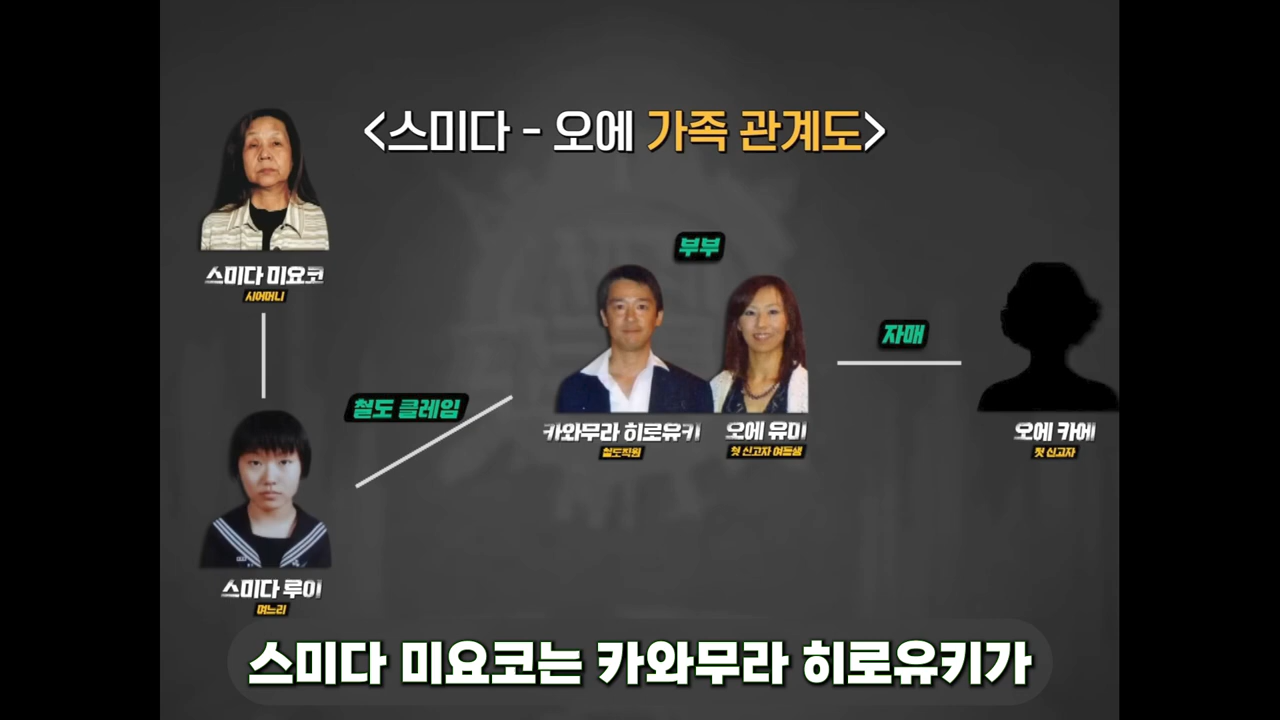 <스미다 - 오에 가족 관계도>
스미다 미요코
시어머니
부부
자매
철도 클레임
카와무라 히로유키
철도직원
오에 유미
첫 신고자 여동생
오에 카에
첫 신고자
스미다 루이
며느리
스미다 미요코는 카와무라 히로유키가